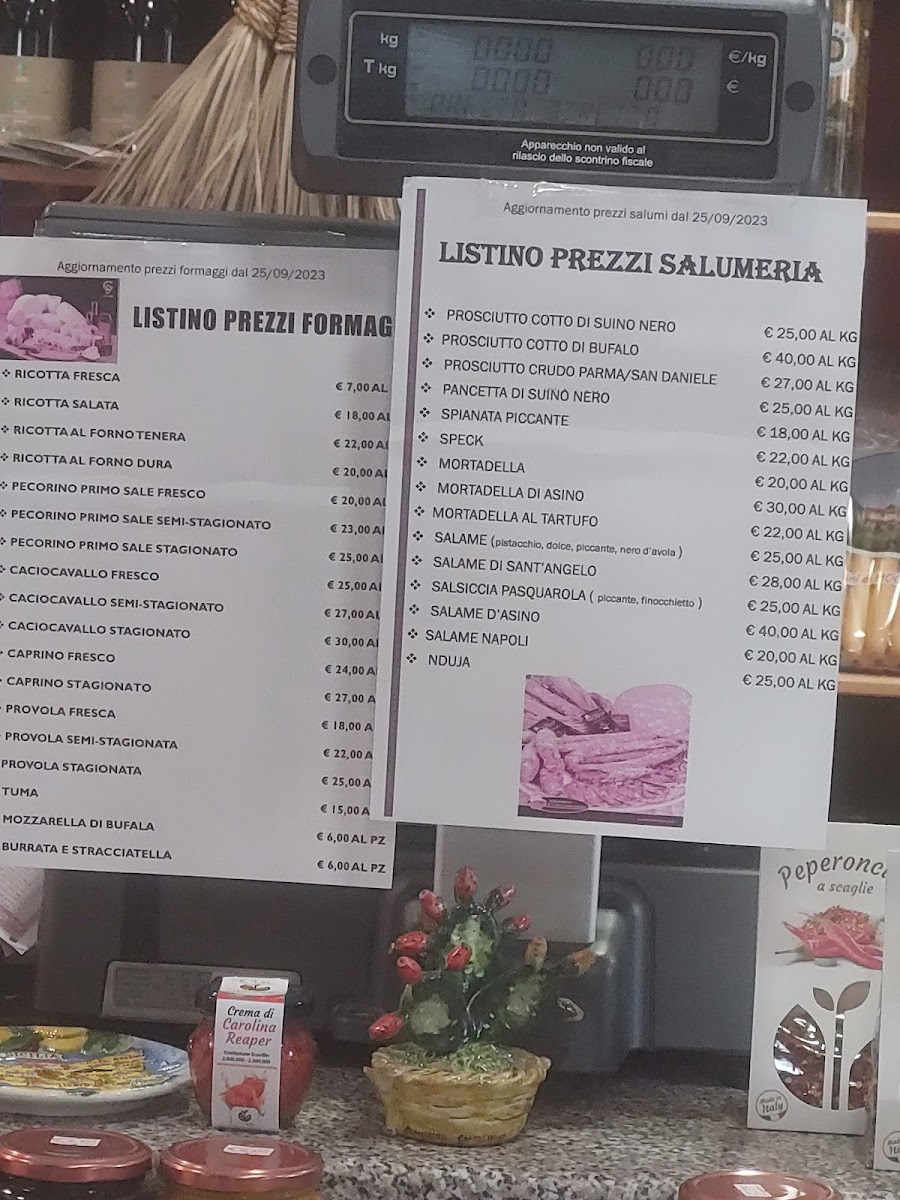 kg
T kg
€/kg
€
Apparecchio non valido al
rilascio dello scontrino fiscale
Aggiornamento prezzi formaggi dal 25/09/2023
LISTINO PREZZI FORMAG
❖ RICOTTA FRESCA € 7,00 AL
❖ RICOTTA SALATA € 18,00 AL
❖ RICOTTA AL FORNO TENERA € 22,00 AL
❖ RICOTTA AL FORNO DURA € 20,00 AL
❖ PECORINO PRIMO SALE FRESCO € 20,00 AL
❖ PECORINO PRIMO SALE SEMI-STAGIONATO € 23,00 AL
❖ PECORINO PRIMO SALE STAGIONATO € 25,00 AL
❖ CACIOCAVALLO FRESCO € 25,00 AL
❖ CACIOCAVALLO SEMI-STAGIONATO € 27,00 AL
❖ CACIOCAVALLO STAGIONATO € 30,00 AL
CAPRINO FRESCO € 24,00 A
CAPRINO STAGIONATO € 27,00 A
PROVOLA FRESCA € 18,00 A
PROVOLA SEMI-STAGIONATA € 22,00 A
PROVOLA STAGIONATA € 25,00 A
TUMA € 15,00 A
MOZZARELLA DI BUFALA € 6,00 AL PZ
BURRATA E STRACCIATELLA € 6,00 AL PZ
Aggiornamento prezzi salumi dal 25/09/2023
LISTINO PREZZI SALUMERIA
❖ PROSCIUTTO COTTO DI SUINO NERO € 25,00 AL KG
❖ PROSCIUTTO COTTO DI BUFALO € 40,00 AL KG
❖ PROSCIUTTO CRUDO PARMA/SAN DANIELE € 27,00 AL KG
❖ PANCETTA DI SUINO NERO € 25,00 AL KG
❖ SPIANATA PICCANTE € 18,00 AL KG
❖ SPECK € 22,00 AL KG
❖ MORTADELLA € 20,00 AL KG
❖ MORTADELLA DI ASINO € 30,00 AL KG
❖ MORTADELLA AL TARTUFO € 22,00 AL KG
❖ SALAME (pistacchio, dolce, piccante, nero d'avola ) € 25,00 AL KG
❖ SALAME DI SANT'ANGELO € 28,00 AL KG
❖ SALSICCIA PASQUAROLA ( piccante, finocchietto ) € 25,00 AL KG
❖ SALAME D'ASINO € 40,00 AL KG
❖ SALAME NAPOLI € 20,00 AL KG
❖ NDUJA € 25,00 AL KG
Crema di
Carolina
Reaper
Peperonc
a scaglie
Made in
Italy